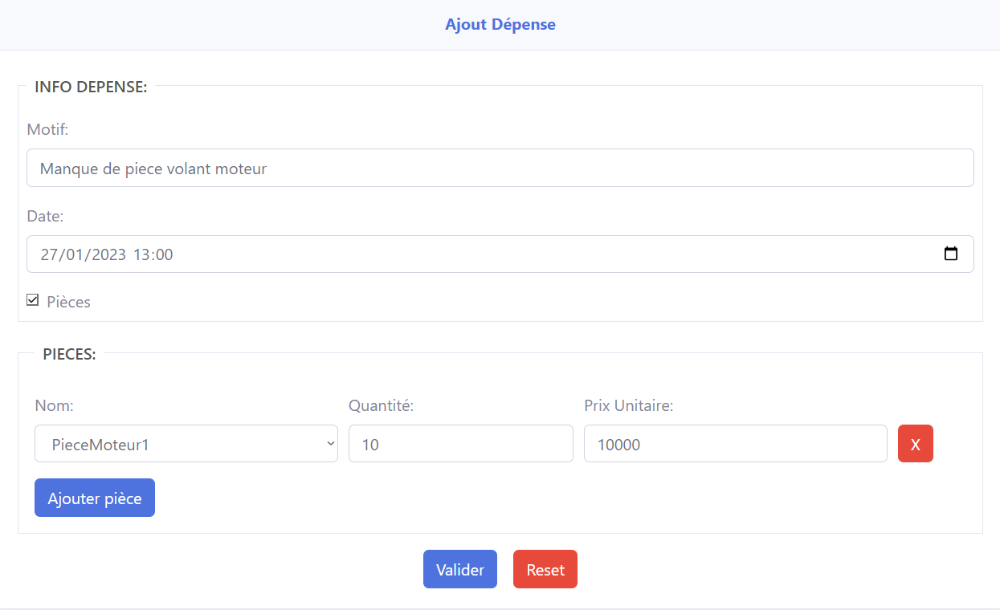 Ajout Dépense
INFO DEPENSE:
Motif:
Manque de piece volant moteur
Date:
27/01/2023 13:00
Pièces
PIECES:
Nom: Quantité: Prix Unitaire:
PieceMoteur1 10 10000 X
Ajouter pièce
Valider Reset